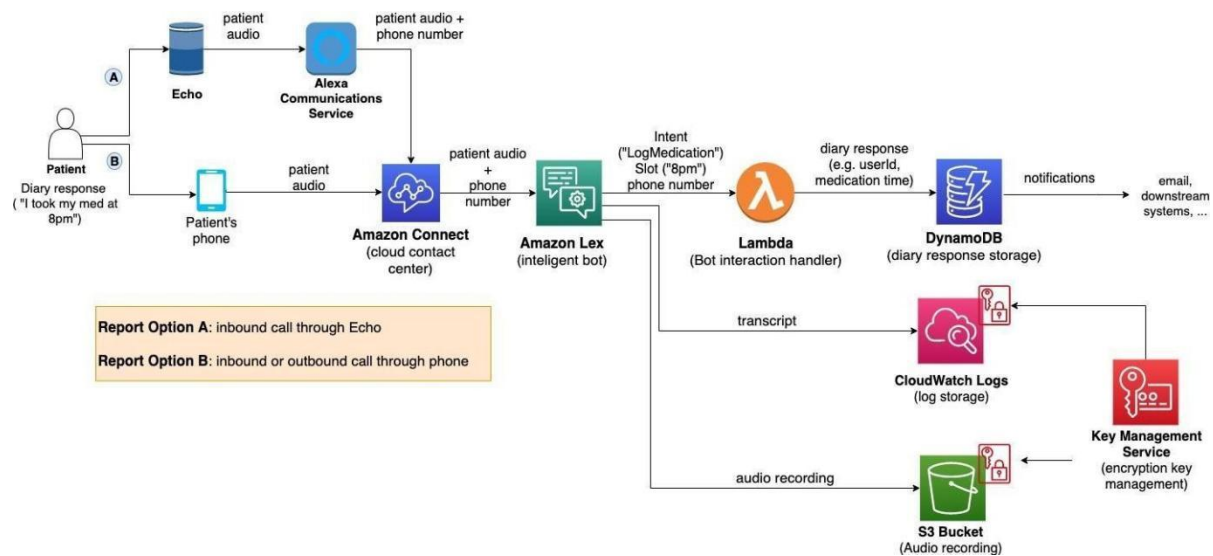 patient
audio
patient audio +
phone number
A
Echo
Alexa
Communications
Service
Patient
Diary response
( "I took my med at
8pm")
B
Patient's
phone
patient
audio
Amazon Connect
(cloud contact
center)
patient audio
+
phone
number
Amazon Lex
(inteligent bot)
Intent
("LogMedication")
Slot ("8pm")
phone number
Lambda
(Bot interaction handler)
diary response
(e.g. userId,
medication time)
DynamoDB
(diary response storage)
notifications
email,
downstream
systems, ...
Report Option A: inbound call through Echo
Report Option B: inbound or outbound call through phone
transcript
CloudWatch Logs
(log storage)
Key Management
Service
(encryption key
management)
audio recording
S3 Bucket
(Audio recording)